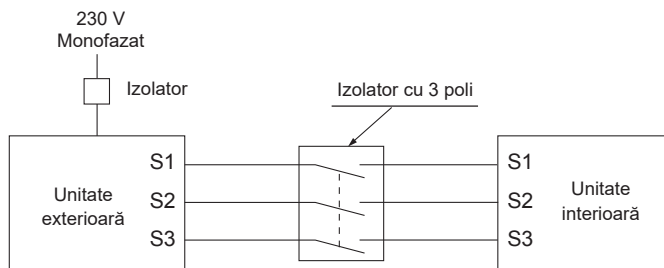 230 V
Monofazat
Izolator
Izolator cu 3 poli
Unitate
exterioară
S1
S2
S3
S1
S2
S3
Unitate
interioară